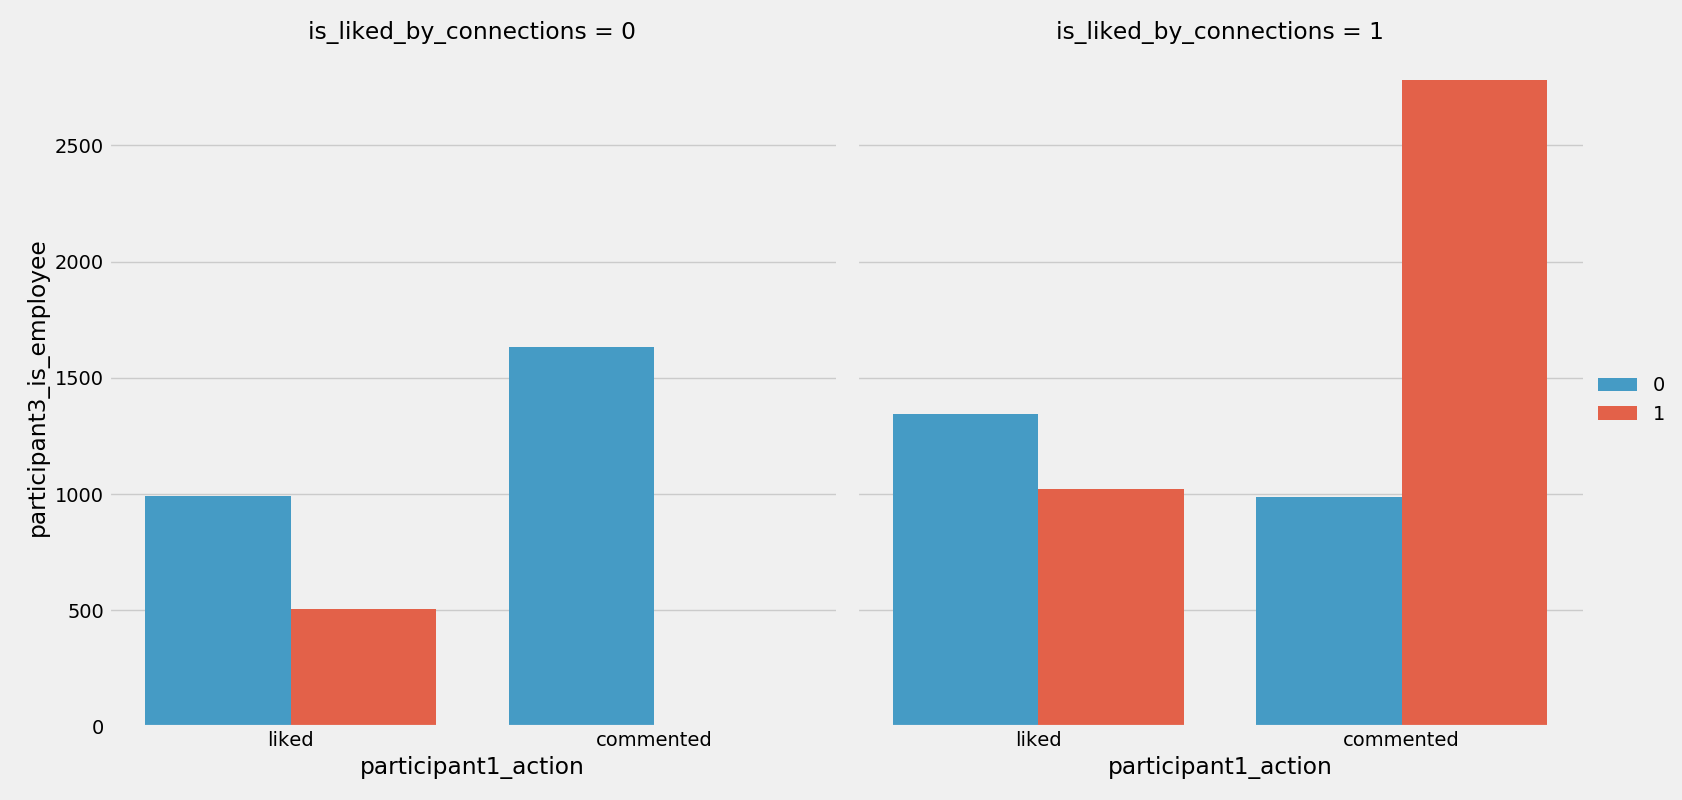 is_liked_by_connections = 0
is_liked_by_connections = 1
participant3_is_employee
2500
2000
1500
1000
500
0
liked
commented
liked
commented
participant1_action
participant1_action
0
1